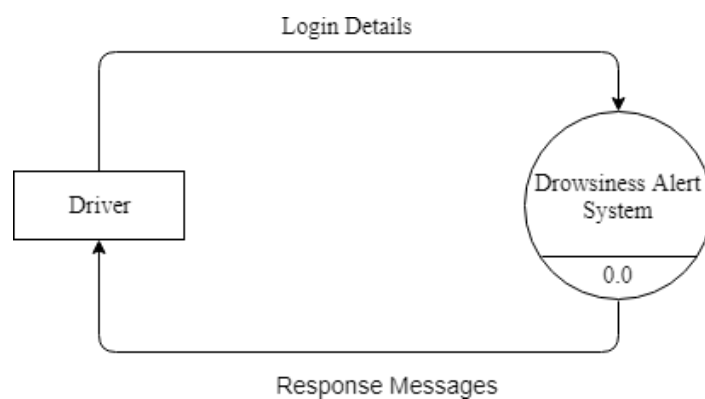 Login Details
Driver
Drowsiness Alert
System
0.0
Response Messages